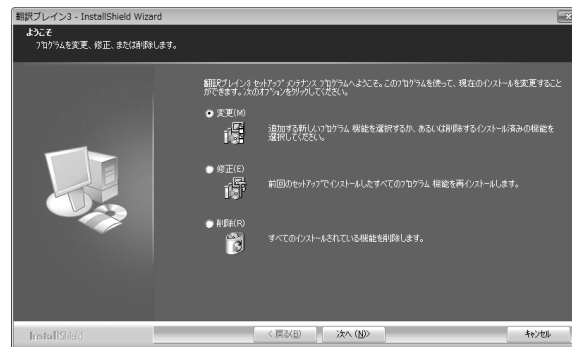 翻訳ブレイン3 - InstallShield Wizard
ようこそ
プログラムを変更、修正、または削除します。
翻訳ブレイン3 セットアップ メンテナンス プログラムへようこそ。このプログラムを使って、現在のインストールを変更すること
ができます。次のオプションをクリックしてください。
変更(M)
追加する新しいプログラム 機能を選択するか、あるいは削除するインストール済みの機能を
選択してください。
修正(E)
前回のセットアップでインストールしたすべてのプログラム 機能を再インストールします。
削除(R)
すべてのインストールされている機能を削除します。
InstallShield
< 戻る(B)
次へ (N)>
キャンセル